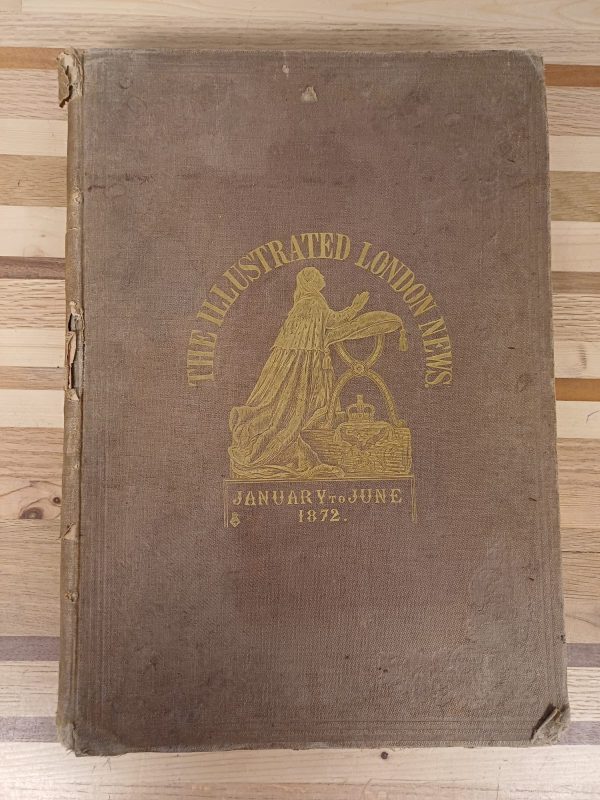 THE ILLUSTRATED LONDON NEWS.
JANUARY TO JUNE
1872.